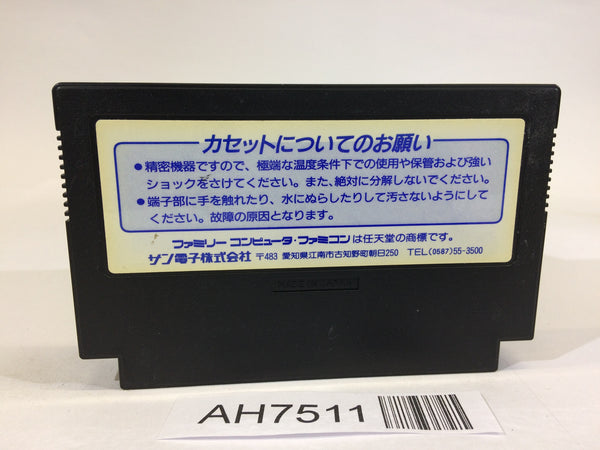 カセットについてのお願い
●精密機器ですので、極端な温度条件下での使用や保管および強い
ショックをさけてください。また、絶対に分解しないでください。
●端子部に手を触れたり、水にぬらしたりして汚さないようにして
ください。故障の原因となります。
ファミリーコンピュータ・ファミコンは任天堂の商標です。
サン電子株式会社 〒483 愛知県江南市古知野町朝日250 TEL(0587)55-3500
MADE IN JAPAN
AH7511